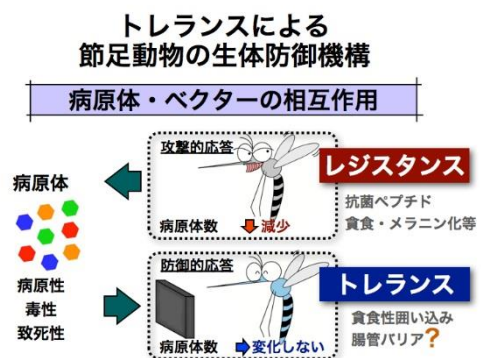 トレランスによる
節足動物の生体防御機構
病原体・ベクターの相互作用
攻撃的応答
レジスタンス
抗菌ペプチド
貪食・メラニン化等
病原体数
減少
病原体
病原性
毒性
致死性
防御的応答
トレランス
貪食性囲い込み
腸管バリア?
病原体数
変化しない